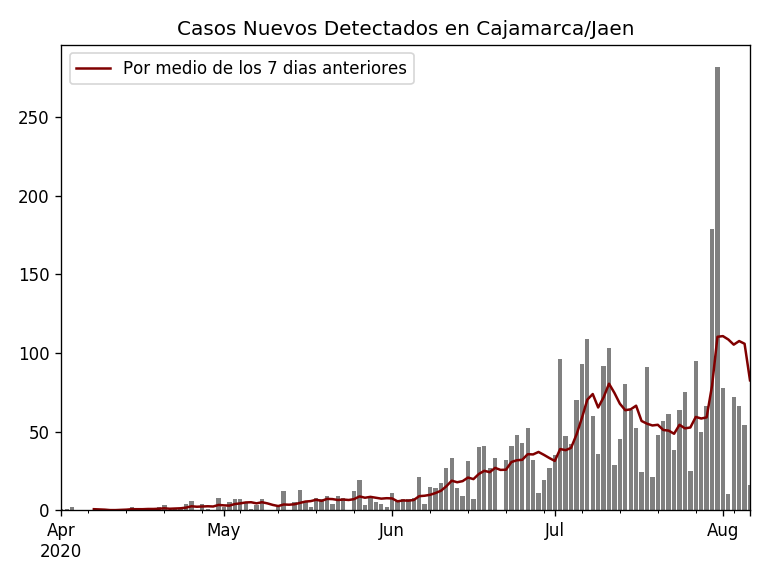 Casos Nuevos Detectados en Cajamarca/Jaen
Por medio de los 7 dias anteriores
250
200
150
100
50
0
Apr May Jun Jul Aug
2020